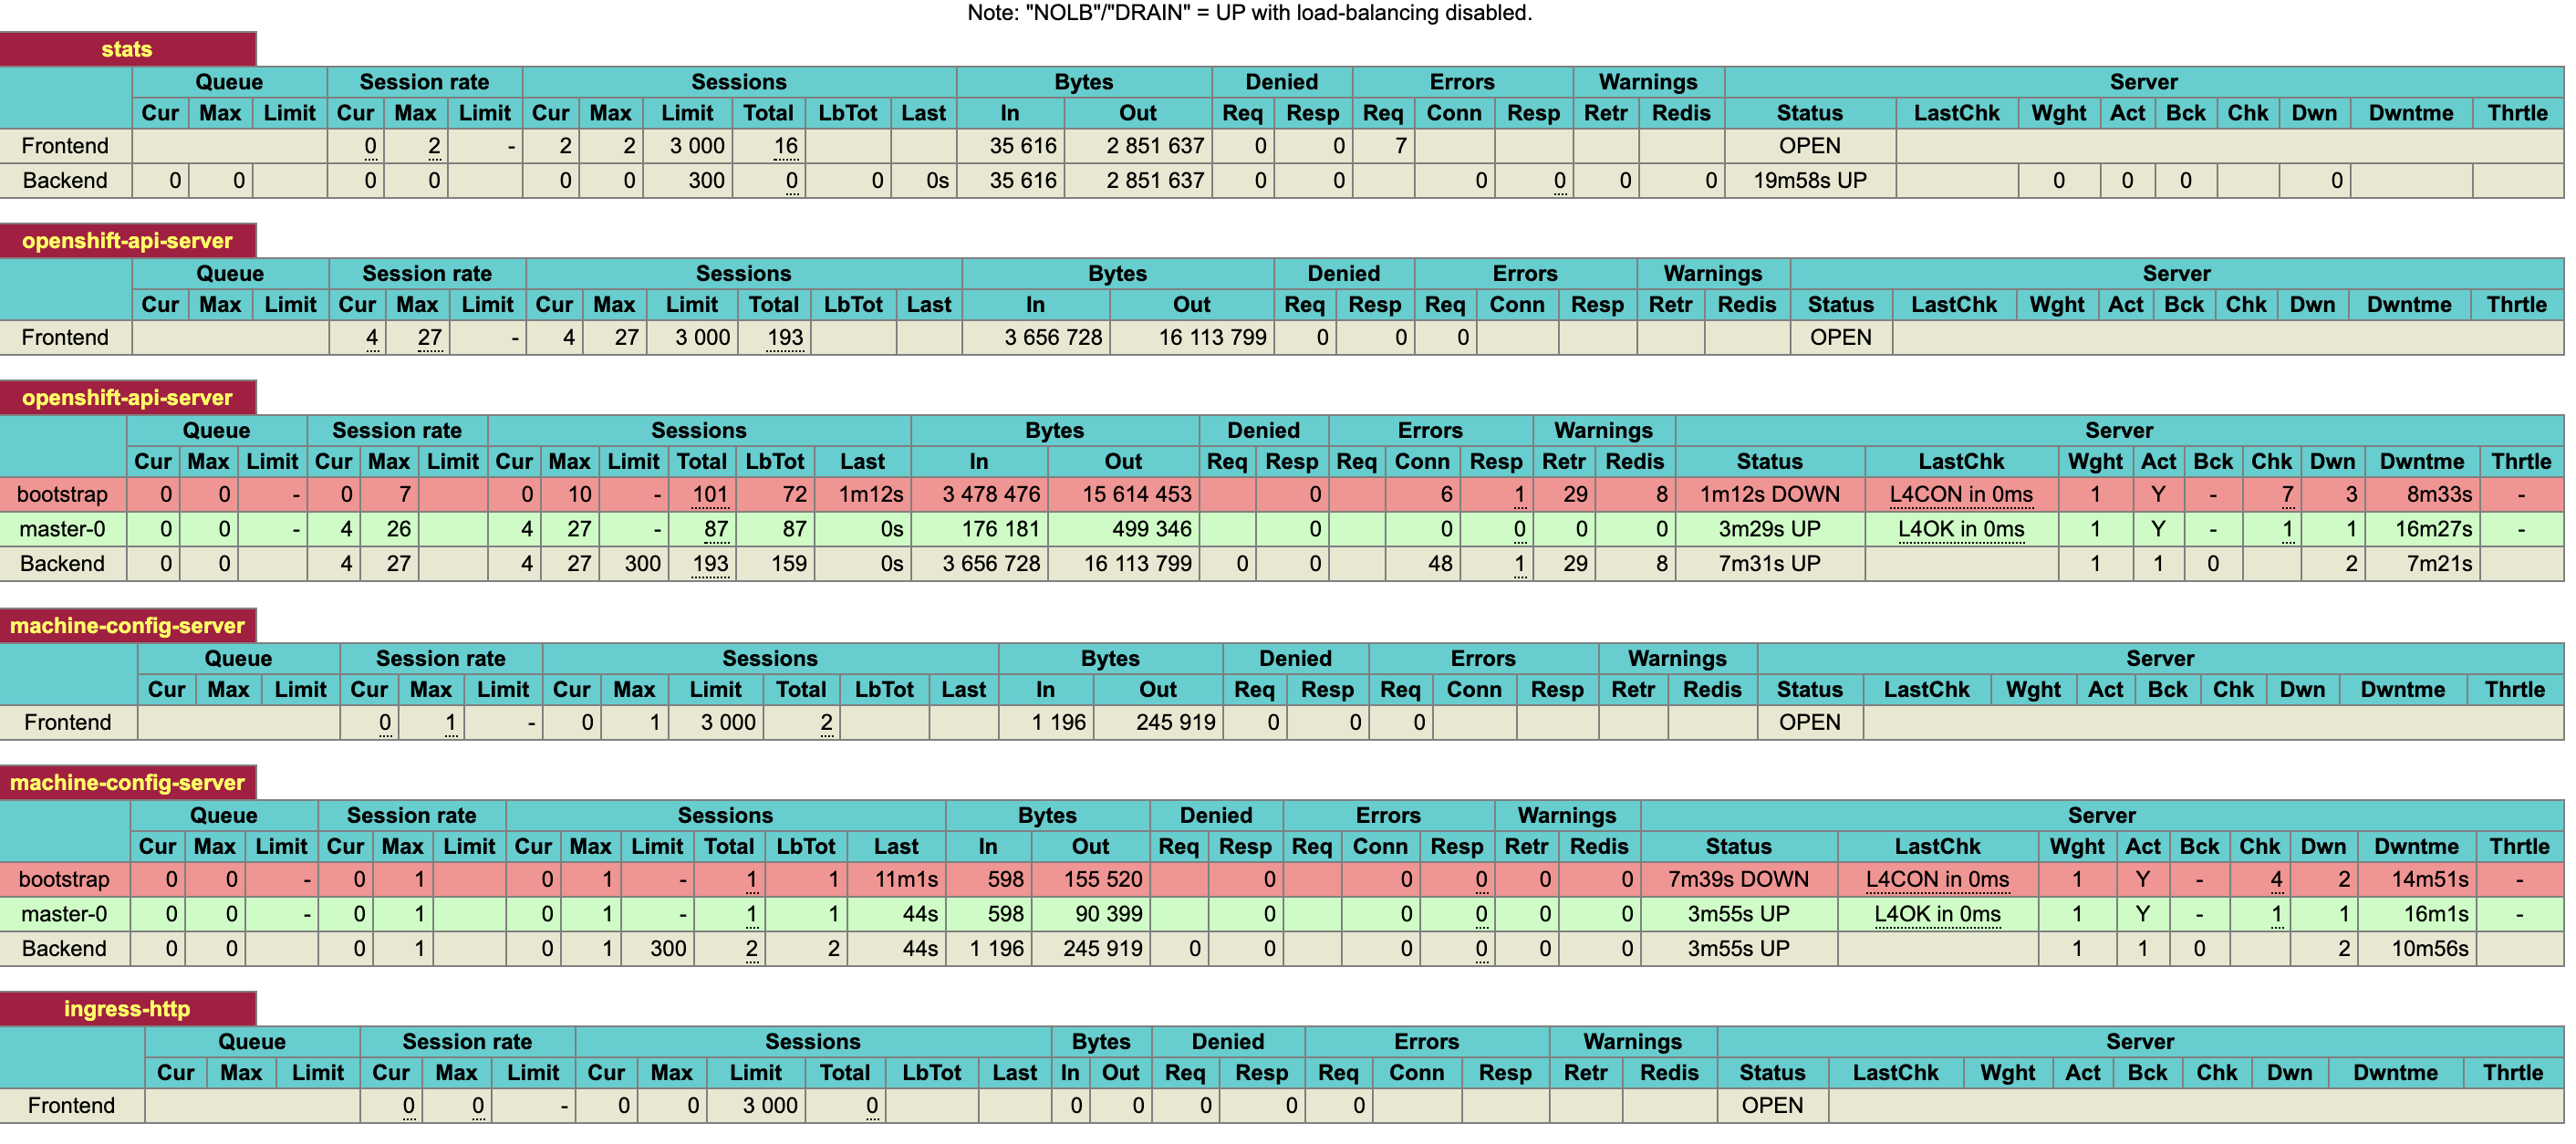 Note: "NOLB"/"DRAIN" = UP with load-balancing disabled.
stats
Queue Session rate Sessions Bytes Denied Errors Warnings Server
Cur Max Limit Cur Max Limit Cur Max Limit Total LbTot Last In Out Req Resp Req Conn Resp Retr Redis Status LastChk Wght Act Bck Chk Dwn Dwntme Thrtle
Frontend 0 2 - 2 2 3 000 16 35 616 2 851 637 0 0 7 OPEN
Backend 0 0 0 0 0 0 300 0 0 0s 35 616 2 851 637 0 0 0 0 0 0 19m58s UP 0 0 0 0
openshift-api-server
Queue Session rate Sessions Bytes Denied Errors Warnings Server
Cur Max Limit Cur Max Limit Cur Max Limit Total LbTot Last In Out Req Resp Req Conn Resp Retr Redis Status LastChk Wght Act Bck Chk Dwn Dwntme Thrtle
Frontend 4 27 - 4 27 3 000 193 3 656 728 16 113 799 0 0 0 OPEN
openshift-api-server
Queue Session rate Sessions Bytes Denied Errors Warnings Server
Cur Max Limit Cur Max Limit Cur Max Limit Total LbTot Last In Out Req Resp Req Conn Resp Retr Redis Status LastChk Wght Act Bck Chk Dwn Dwntme Thrtle
bootstrap 0 0 - 0 7 0 10 - 101 72 1m12s 3 478 476 15 614 453 0 6 1 29 8 1m12s DOWN L4CON in 0ms 1 Y - 7 3 8m33s -
master-0 0 0 - 4 26 4 27 - 87 87 0s 176 181 499 346 0 0 0 0 0 3m29s UP L4OK in 0ms 1 Y - 1 1 16m27s -
Backend 0 0 4 27 4 27 300 193 159 0s 3 656 728 16 113 799 0 0 48 1 29 8 7m31s UP 1 1 0 2 7m21s
machine-config-server
Queue Session rate Sessions Bytes Denied Errors Warnings Server
Cur Max Limit Cur Max Limit Cur Max Limit Total LbTot Last In Out Req Resp Req Conn Resp Retr Redis Status LastChk Wght Act Bck Chk Dwn Dwntme Thrtle
Frontend 0 1 - 0 1 3 000 2 1 196 245 919 0 0 0 OPEN
machine-config-server
Queue Session rate Sessions Bytes Denied Errors Warnings Server
Cur Max Limit Cur Max Limit Cur Max Limit Total LbTot Last In Out Req Resp Req Conn Resp Retr Redis Status LastChk Wght Act Bck Chk Dwn Dwntme Thrtle
bootstrap 0 0 - 0 1 0 1 - 1 1 11m1s 598 155 520 0 0 0 0 0 7m39s DOWN L4CON in 0ms 1 Y - 4 2 14m51s -
master-0 0 0 - 0 1 0 1 - 1 1 44s 598 90 399 0 0 0 0 0 3m55s UP L4OK in 0ms 1 Y - 1 1 16m1s -
Backend 0 0 0 1 0 1 300 2 2 44s 1 196 245 919 0 0 0 0 0 0 3m55s UP 1 1 0 2 10m56s
ingress-http
Queue Session rate Sessions Bytes Denied Errors Warnings Server
Cur Max Limit Cur Max Limit Cur Max Limit Total LbTot Last In Out Req Resp Req Conn Resp Retr Redis Status LastChk Wght Act Bck Chk Dwn Dwntme Thrtle
Frontend 0 0 - 0 0 3 000 0 0 0 0 0 0 OPEN